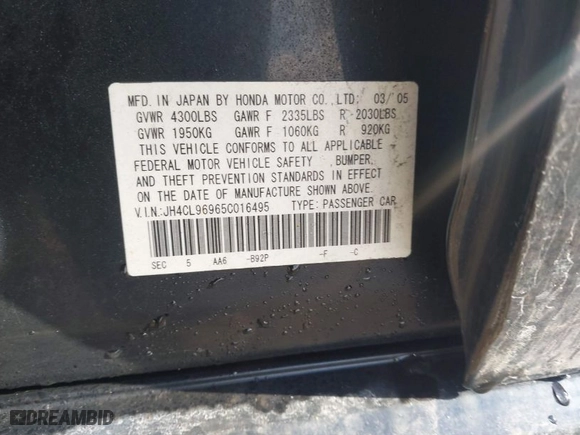 MFD. IN JAPAN BY HONDA MOTOR CO., LTD: 03/'05
GVWR 4300LBS GAWR F 2335LBS R 2030LBS
GVWR 1950KG GAWR F 1060KG R 920KG
THIS VEHICLE CONFORMS TO ALL APPLICABLE
FEDERAL MOTOR VEHICLE SAFETY, BUMPER,
AND THEFT PREVENTION STANDARDS IN EFFECT
ON THE DATE OF MANUFACTURE SHOWN ABOVE.
V.I.N.:JH4CL96965C016495 TYPE: PASSENGER CAR
SEC 5 AA6 -B92P -F -C
DREAMBID